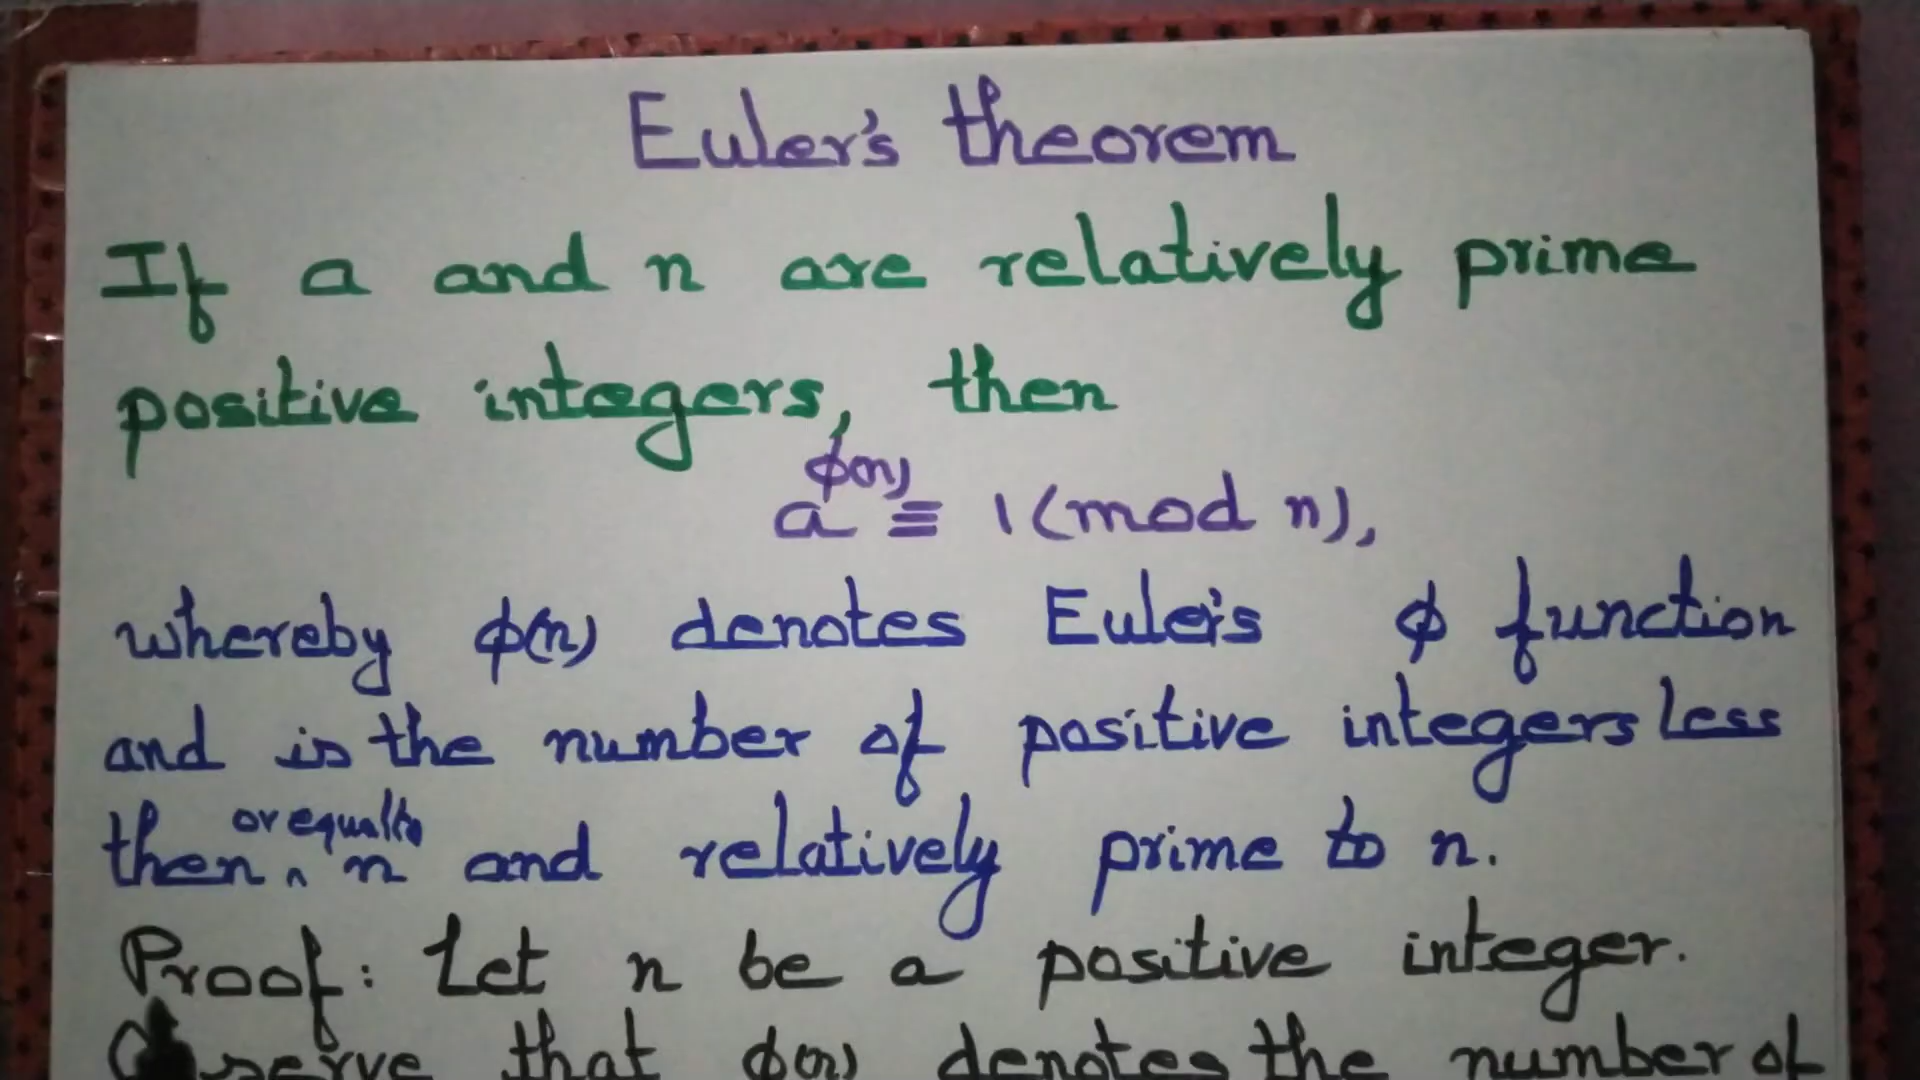 Euler's theorem
If a and n are relatively prime
positive integers, then
a^ϕ(n) ≡ 1 (mod n),
whereby ϕ(n) denotes Euler's ϕ function
and is the number of positive integers less
then ‸ or equal to n and relatively prime to n.
Proof: Let n be a positive integer.
that ϕ(n) denotes the number of